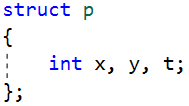 struct p
{
    int x, y, t;
};